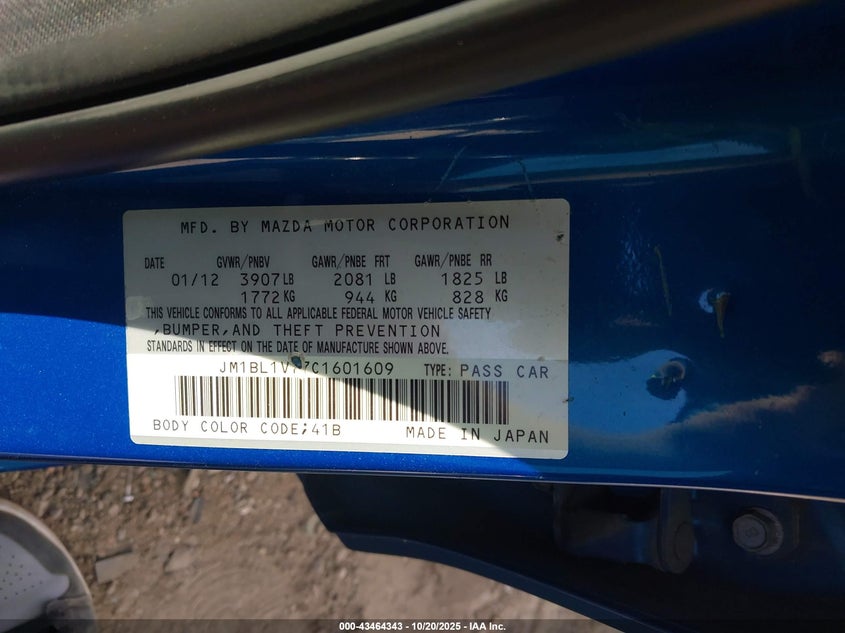 MFD. BY MAZDA MOTOR CORPORATION
DATE GVWR/PNBV GAWR/PNBE FRT GAWR/PNBE RR
01/12 3907 LB 2081 LB 1825 LB
1772 KG 944 KG 828 KG
THIS VEHICLE CONFORMS TO ALL APPLICABLE FEDERAL MOTOR VEHICLE SAFETY
,BUMPER,AND THEFT PREVENTION
STANDARDS IN EFFECT ON THE DATE OF MANUFACTURE SHOWN ABOVE.
JM1BL1V77C1601609 TYPE: PASS CAR
BODY COLOR CODE;41B MADE IN JAPAN
000-43464343 | 10/20/2025 - IAA Inc.